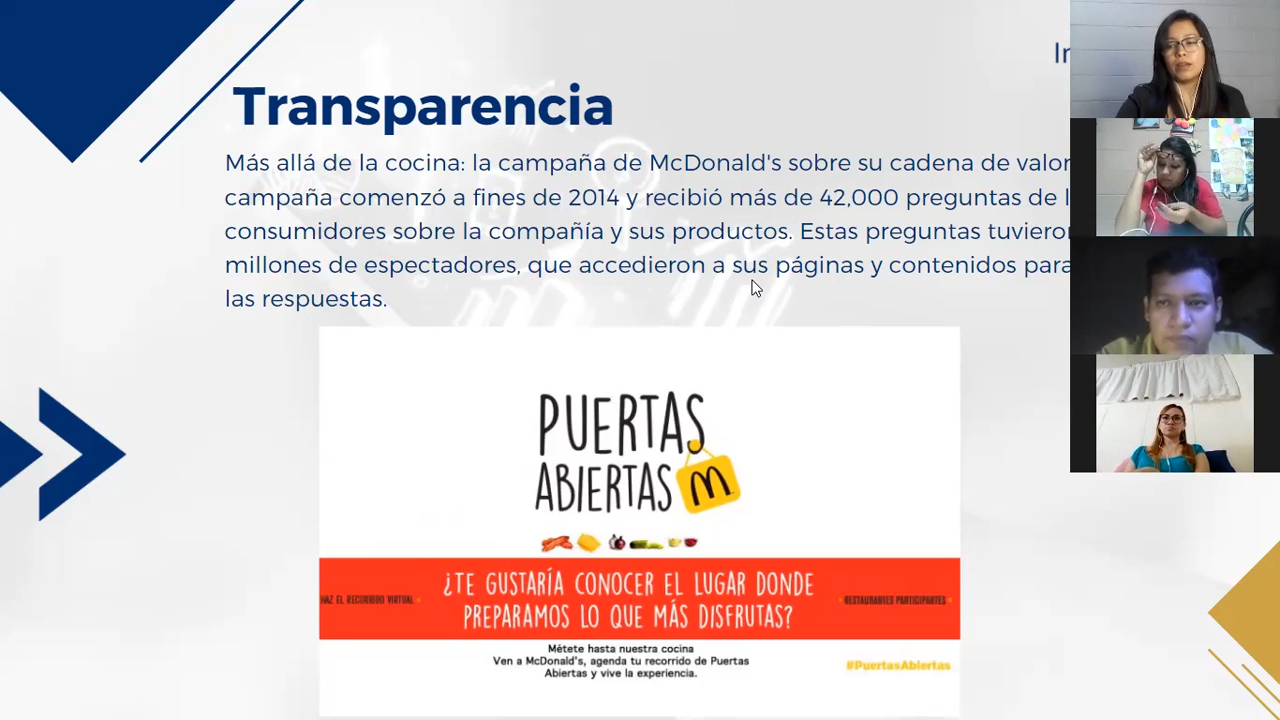 Transparencia
Más allá de la cocina: la campaña de McDonald's sobre su cadena de valor
campaña comenzó a fines de 2014 y recibió más de 42,000 preguntas de
consumidores sobre la compañía y sus productos. Estas preguntas
millones de espectadores, que accedieron a sus páginas y contenidos para
las respuestas.
PUERTAS
ABIERTAS
¿TE GUSTARÍA CONOCER EL LUGAR DONDE
PREPARAMOS LO QUE MÁS DISFRUTAS?
HAZ EL RECORRIDO VIRTUAL
RESTAURANTES PARTICIPANTES
Métete hasta nuestra cocina
Ven a McDonald's, agenda tu recorrido de Puertas
Abiertas y vive la experiencia.
#PuertasAbiertas